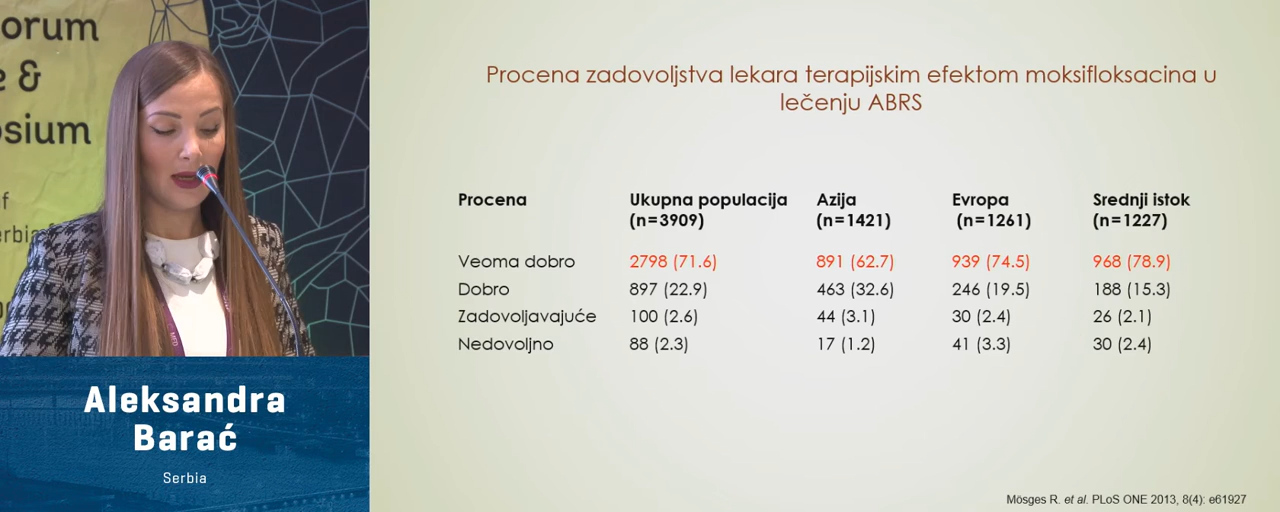 orum
e &
osium
f
erbia
Aleksandra
Barać
Serbia
Procena zadovoljstva lekara terapijskim efektom moksifloksacina u
lečenju ABRS
Procena Ukupna populacija Azija Evropa Srednji istok
(n=3909) (n=1421) (n=1261) (n=1227)
Veoma dobro 2798 (71.6) 891 (62.7) 939 (74.5) 968 (78.9)
Dobro 897 (22.9) 463 (32.6) 246 (19.5) 188 (15.3)
Zadovoljavajuće 100 (2.6) 44 (3.1) 30 (2.4) 26 (2.1)
Nedovoljno 88 (2.3) 17 (1.2) 41 (3.3) 30 (2.4)
Mösges R. et al. PLoS ONE 2013, 8(4): e61927